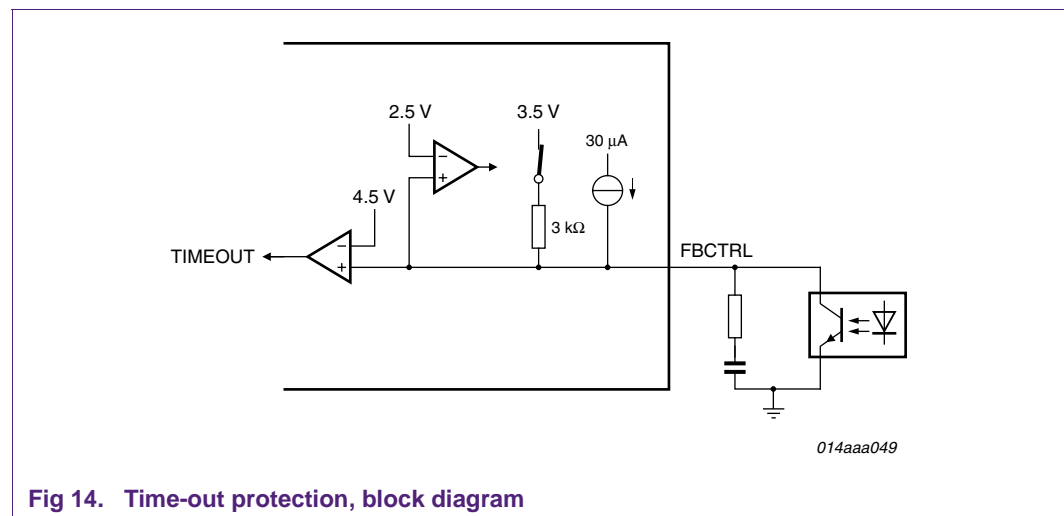 2.5 V
3.5 V
30 μA
−
+
4.5 V
3 kΩ
TIMEOUT
−
+
FBCTRL
014aaa049
Fig 14. Time-out protection, block diagram